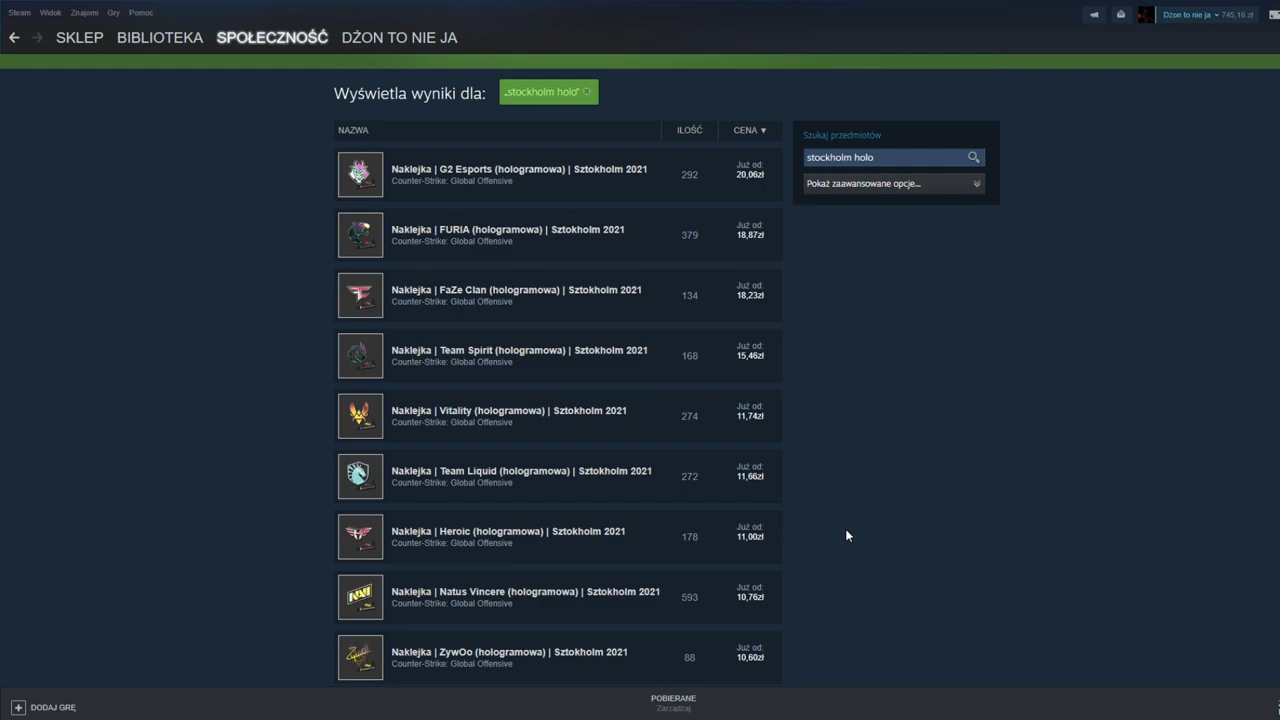 Steam Widok Znajomi Gry Pomoc
Dżon to nie ja 745,16 zł
SKLEP BIBLIOTEKA SPOŁECZNOŚĆ DŻON TO NIE JA
Wyświetla wyniki dla: „stockholm holo”
NAZWA ILOŚĆ CENA ▼
Naklejka | G2 Esports (hologramowa) | Sztokholm 2021
Counter-Strike: Global Offensive
292
Już od:
20,06zł
Naklejka | FURIA (hologramowa) | Sztokholm 2021
Counter-Strike: Global Offensive
379
Już od:
18,87zł
Naklejka | FaZe Clan (hologramowa) | Sztokholm 2021
Counter-Strike: Global Offensive
134
Już od:
18,23zł
Naklejka | Team Spirit (hologramowa) | Sztokholm 2021
Counter-Strike: Global Offensive
168
Już od:
15,46zł
Naklejka | Vitality (hologramowa) | Sztokholm 2021
Counter-Strike: Global Offensive
274
Już od:
11,74zł
Naklejka | Team Liquid (hologramowa) | Sztokholm 2021
Counter-Strike: Global Offensive
272
Już od:
11,66zł
Naklejka | Heroic (hologramowa) | Sztokholm 2021
Counter-Strike: Global Offensive
178
Już od:
11,00zł
Naklejka | Natus Vincere (hologramowa) | Sztokholm 2021
Counter-Strike: Global Offensive
593
Już od:
10,76zł
Naklejka | ZywOo (hologramowa) | Sztokholm 2021
Counter-Strike: Global Offensive
88
Już od:
10,60zł
Szukaj przedmiotów
stockholm holo
Pokaż zaawansowane opcje...
DODAJ GRĘ
POBIERANE
Zarządzaj